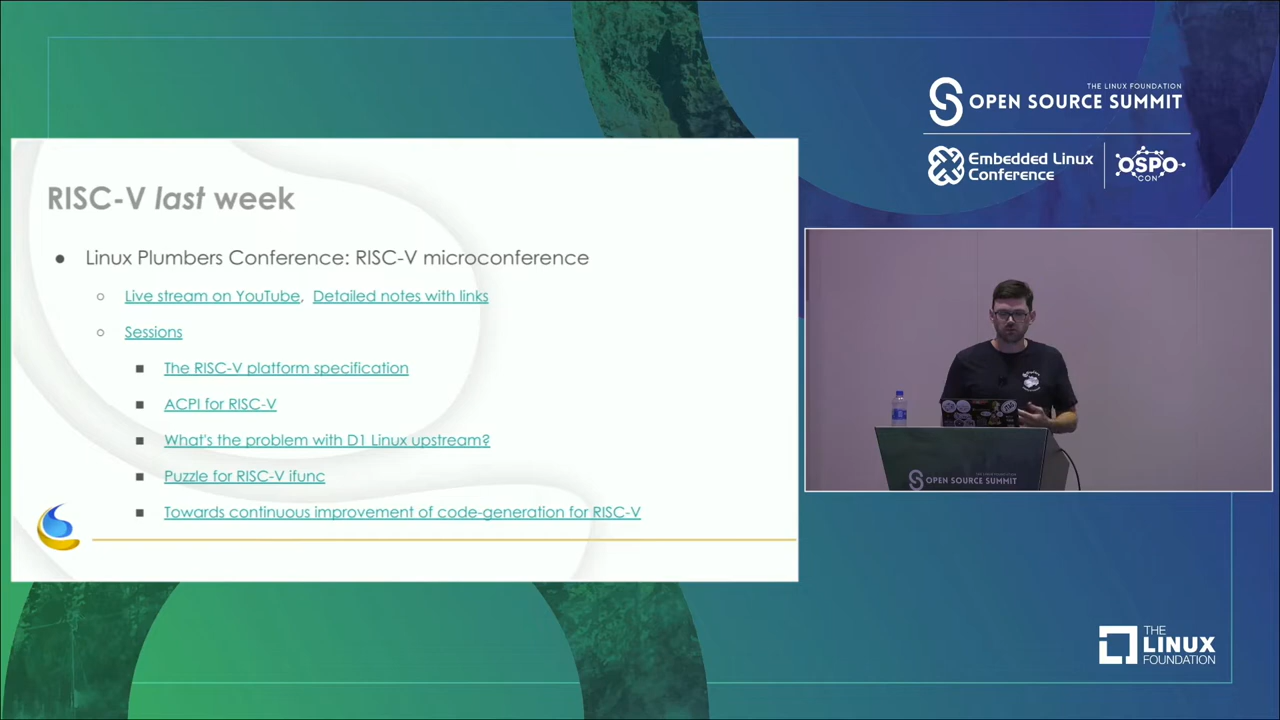 THE LINUX FOUNDATION
OPEN SOURCE SUMMIT
Embedded Linux
Conference
OSPO
CON
RISC-V last week
● Linux Plumbers Conference: RISC-V microconference
○ Live stream on YouTube, Detailed notes with links
○ Sessions
■ The RISC-V platform specification
■ ACPI for RISC-V
■ What's the problem with D1 Linux upstream?
■ Puzzle for RISC-V ifunc
■ Towards continuous improvement of code-generation for RISC-V
OPEN SOURCE SUMMIT
THE
LINUX
FOUNDATION